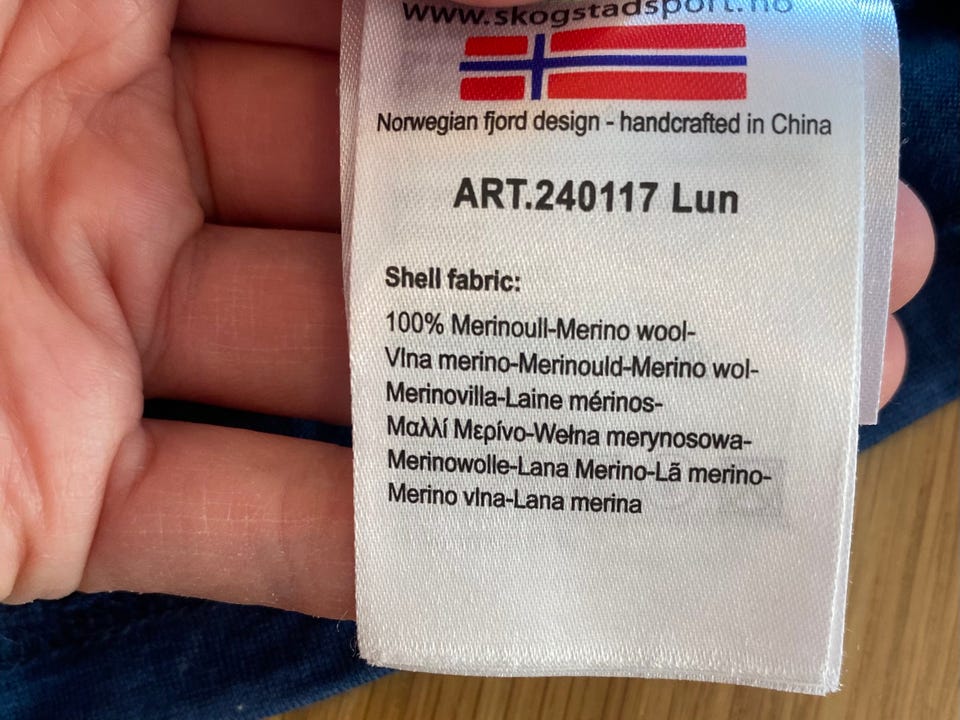 www.skogstadsport.no
Norwegian fjord design - handcrafted in China
ART.240117 Lun
Shell fabric:
100% Merinoull-Merino wool-
Vlna merino-Merinould-Merino wol-
Merinovilla-Laine mérinos-
Μαλλί Μερίνο-Wełna merynosowa-
Merinowolle-Lana Merino-Lã merino-
Merino vlna-Lana merina